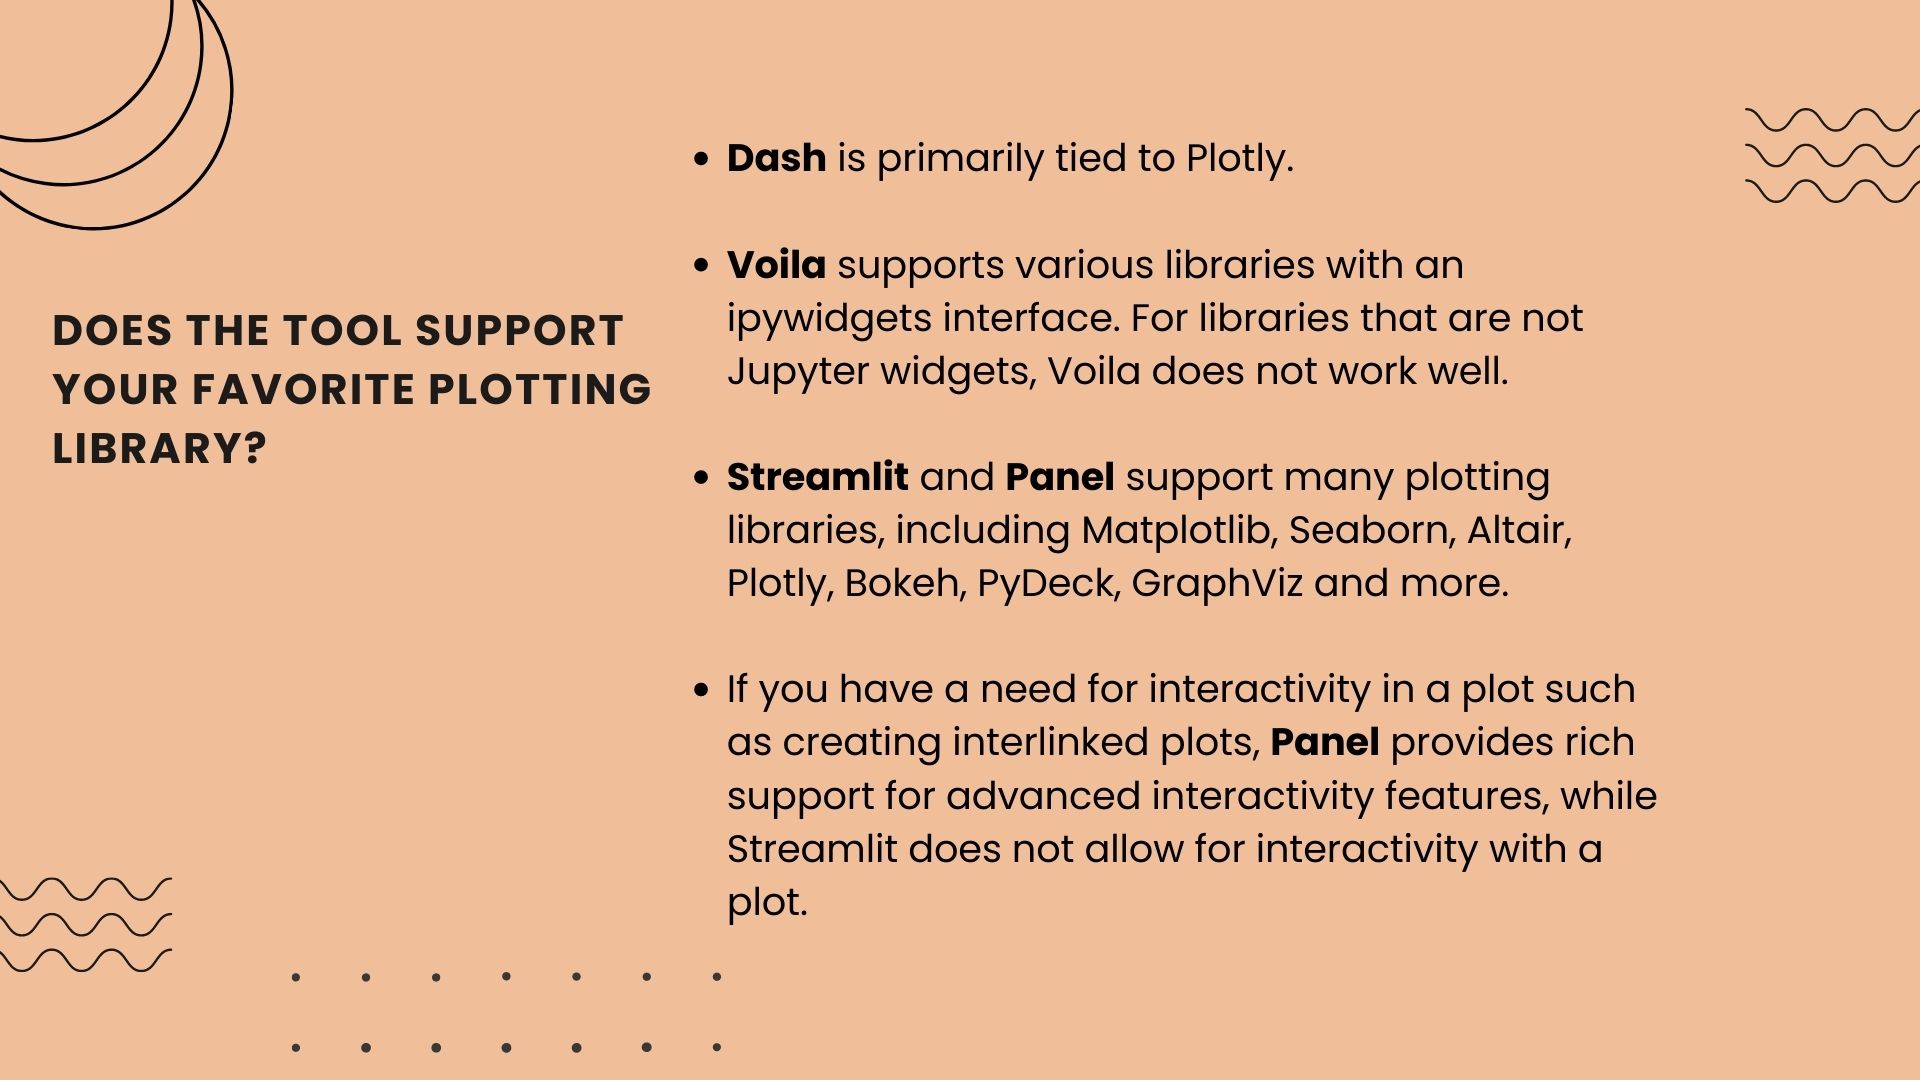 DOES THE TOOL SUPPORT
YOUR FAVORITE PLOTTING
LIBRARY?
• Dash is primarily tied to Plotly.
• Voila supports various libraries with an
ipywidgets interface. For libraries that are not
Jupyter widgets, Voila does not work well.
• Streamlit and Panel support many plotting
libraries, including Matplotlib, Seaborn, Altair,
Plotly, Bokeh, PyDeck, GraphViz and more.
• If you have a need for interactivity in a plot such
as creating interlinked plots, Panel provides rich
support for advanced interactivity features, while
Streamlit does not allow for interactivity with a
plot.